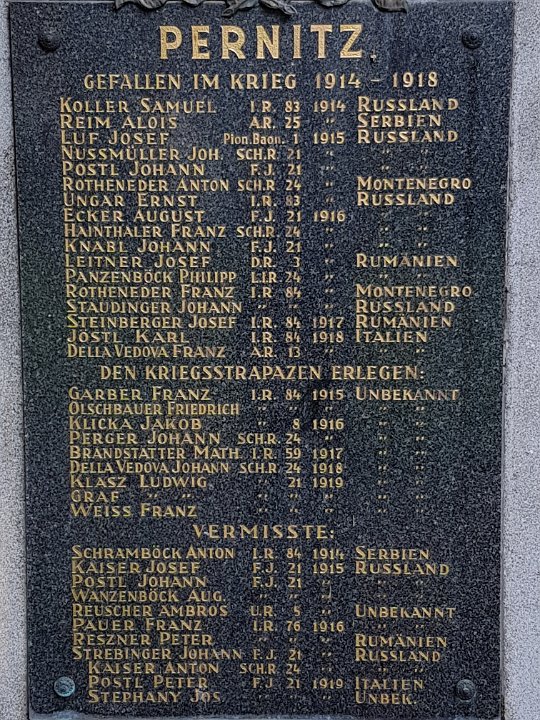 PERNITZ
GEFALLEN IM KRIEG 1914 – 1918
KOLLER SAMUEL I.R. 83 1914 RUSSLAND
REIM ALOIS A.R. 25 " SERBIEN
LUF JOSEF Pion.Baon. 1 1915 RUSSLAND
NUSSMÜLLER JOH. SCH.R. 21 " " "
POSTL JOHANN F.J. 21 " " "
ROTHENEDER ANTON SCH.R. 24 " MONTENEGRO
UNGAR ERNST I.R. 83 " RUSSLAND
ECKER AUGUST F.J. 21 1916 " "
HAINTHALER FRANZ SCH.R. 24 " " "
KNABL JOHANN F.J. 21 " " "
LEITNER JOSEF D.R. 3 " RUMÄNIEN
PANZENBÖCK PHILIPP L.I.R 24 " " "
ROTHENEDER FRANZ I.R. 84 " MONTENEGRO
STAUDINGER JOHANN " " " RUSSLAND
STEINBERGER JOSEF I.R. 84 1917 RUMÄNIEN
JÖSTL KARL I.R. 84 1918 ITALIEN
DELLA VEDOVA FRANZ A.R. 13 " " "
DEN KRIEGSSTRAPAZEN ERLEGEN:
GARBER FRANZ I.R. 84 1915 UNBEKANNT
OLSCHBAUER FRIEDRICH " " " " "
KLICKA JAKOB " 8 1916 " "
PERGER JOHANN SCH.R. 24 " " "
BRANDSTATTER MATH. I.R. 59 1917 " "
DELLA VEDOVA JOHANN SCH.R. 24 1918 " "
KLASZ LUDWIG " 21 1919 " "
GRAF " " " " " " "
WEISS FRANZ " " " " "
VERMISSTE:
SCHRAMBÖCK ANTON I.R. 84 1914 SERBIEN
KAISER JOSEF F.J. 21 1915 RUSSLAND
POSTL JOHANN F.J. 21 " " "
WANZENBÖCK AUG. " " " " "
REUSCHER AMBROS U.R. 5 " UNBEKANNT
PAUER FRANZ I.R. 76 1916 " "
RESZNER PETER " " " RUMÄNIEN
STREBINGER JOHANN F.J. 21 " RUSSLAND
KAISER ANTON SCH.R 24 " " "
POSTL PETER F.J 21 1919 ITALIEN
STEPHANY JOS " " " UNBEK.